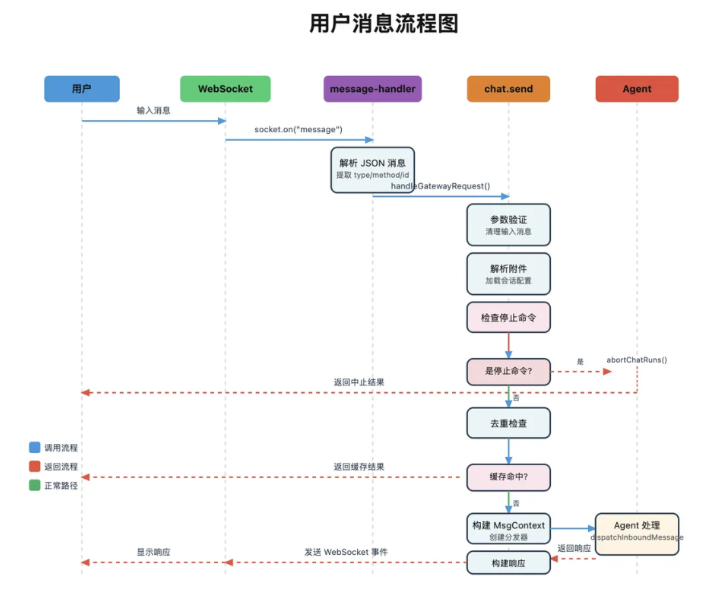 用户消息流程图
用户
WebSocket
message-handler
chat.send
Agent
输入消息
socket.on("message")
解析 JSON 消息
提取 type/method/id
handleGatewayRequest()
参数验证
清理输入消息
解析附件
加载会话配置
检查停止命令
是停止命令?
是
abortChatRuns()
返回中止结果
否
去重检查
调用流程
返回流程
正常路径
返回缓存结果
缓存命中?
否
构建 MsgContext
创建分发器
Agent 处理
dispatchInboundMessage
返回响应
显示响应
发送 WebSocket 事件
构建响应